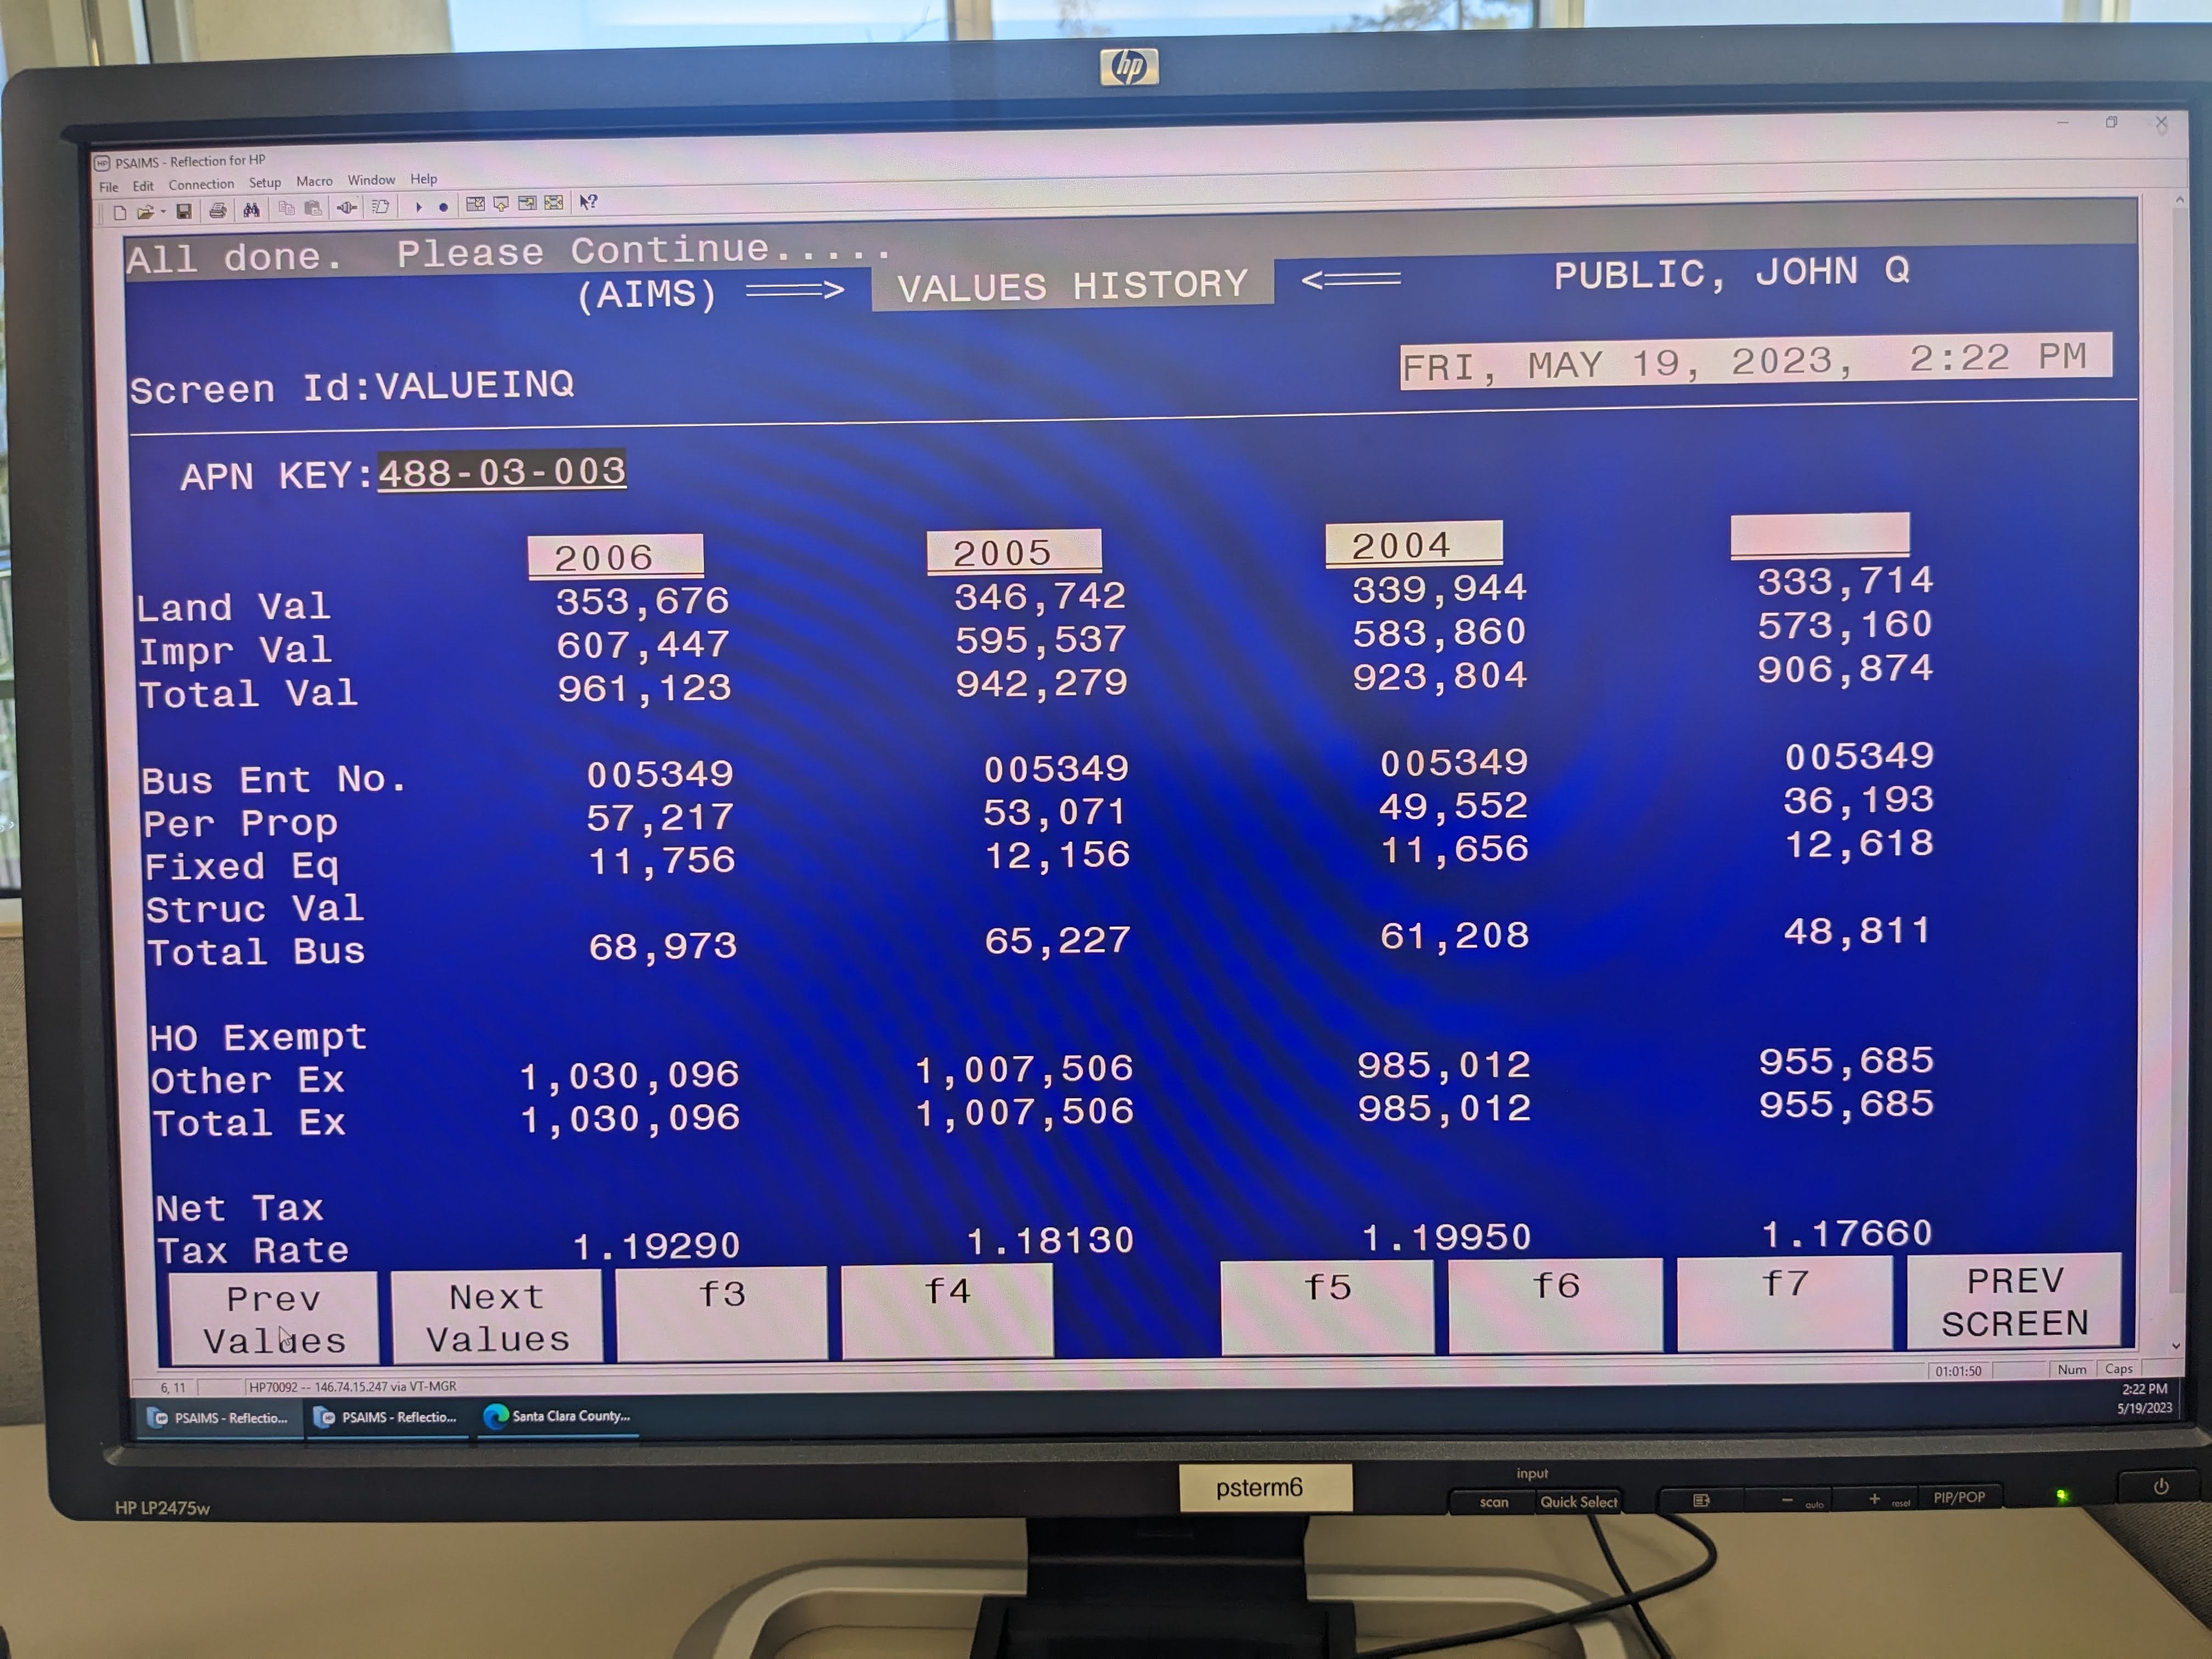 hp
PSAIMS - Reflection for HP
File Edit Connection Setup Macro Window Help
All done. Please Continue.....
(AIMS) ===> VALUES HISTORY <=== PUBLIC, JOHN Q
Screen Id:VALUEINQ FRI, MAY 19, 2023, 2:22 PM
APN KEY:488-03-003
2006 2005 2004
Land Val 353,676 346,742 339,944 333,714
Impr Val 607,447 595,537 583,860 573,160
Total Val 961,123 942,279 923,804 906,874
Bus Ent No. 005349 005349 005349 005349
Per Prop 57,217 53,071 49,552 36,193
Fixed Eq 11,756 12,156 11,656 12,618
Struc Val
Total Bus 68,973 65,227 61,208 48,811
HO Exempt
Other Ex 1,030,096 1,007,506 985,012 955,685
Total Ex 1,030,096 1,007,506 985,012 955,685
Net Tax
Tax Rate 1.19290 1.18130 1.19950 1.17660
Prev Next f3 f4 f5 f6 f7 PREV
Values Values SCREEN
6, 11 HP70092 -- 146.74.15.247 via VT-MGR 01:01:50 Num Caps
PSAIMS - Reflectio... PSAIMS - Reflectio... Santa Clara County... 2:22 PM
5/19/2023
HP LP2475w
psterm6
input
scan Quick Select - auto + reset PIP/POP